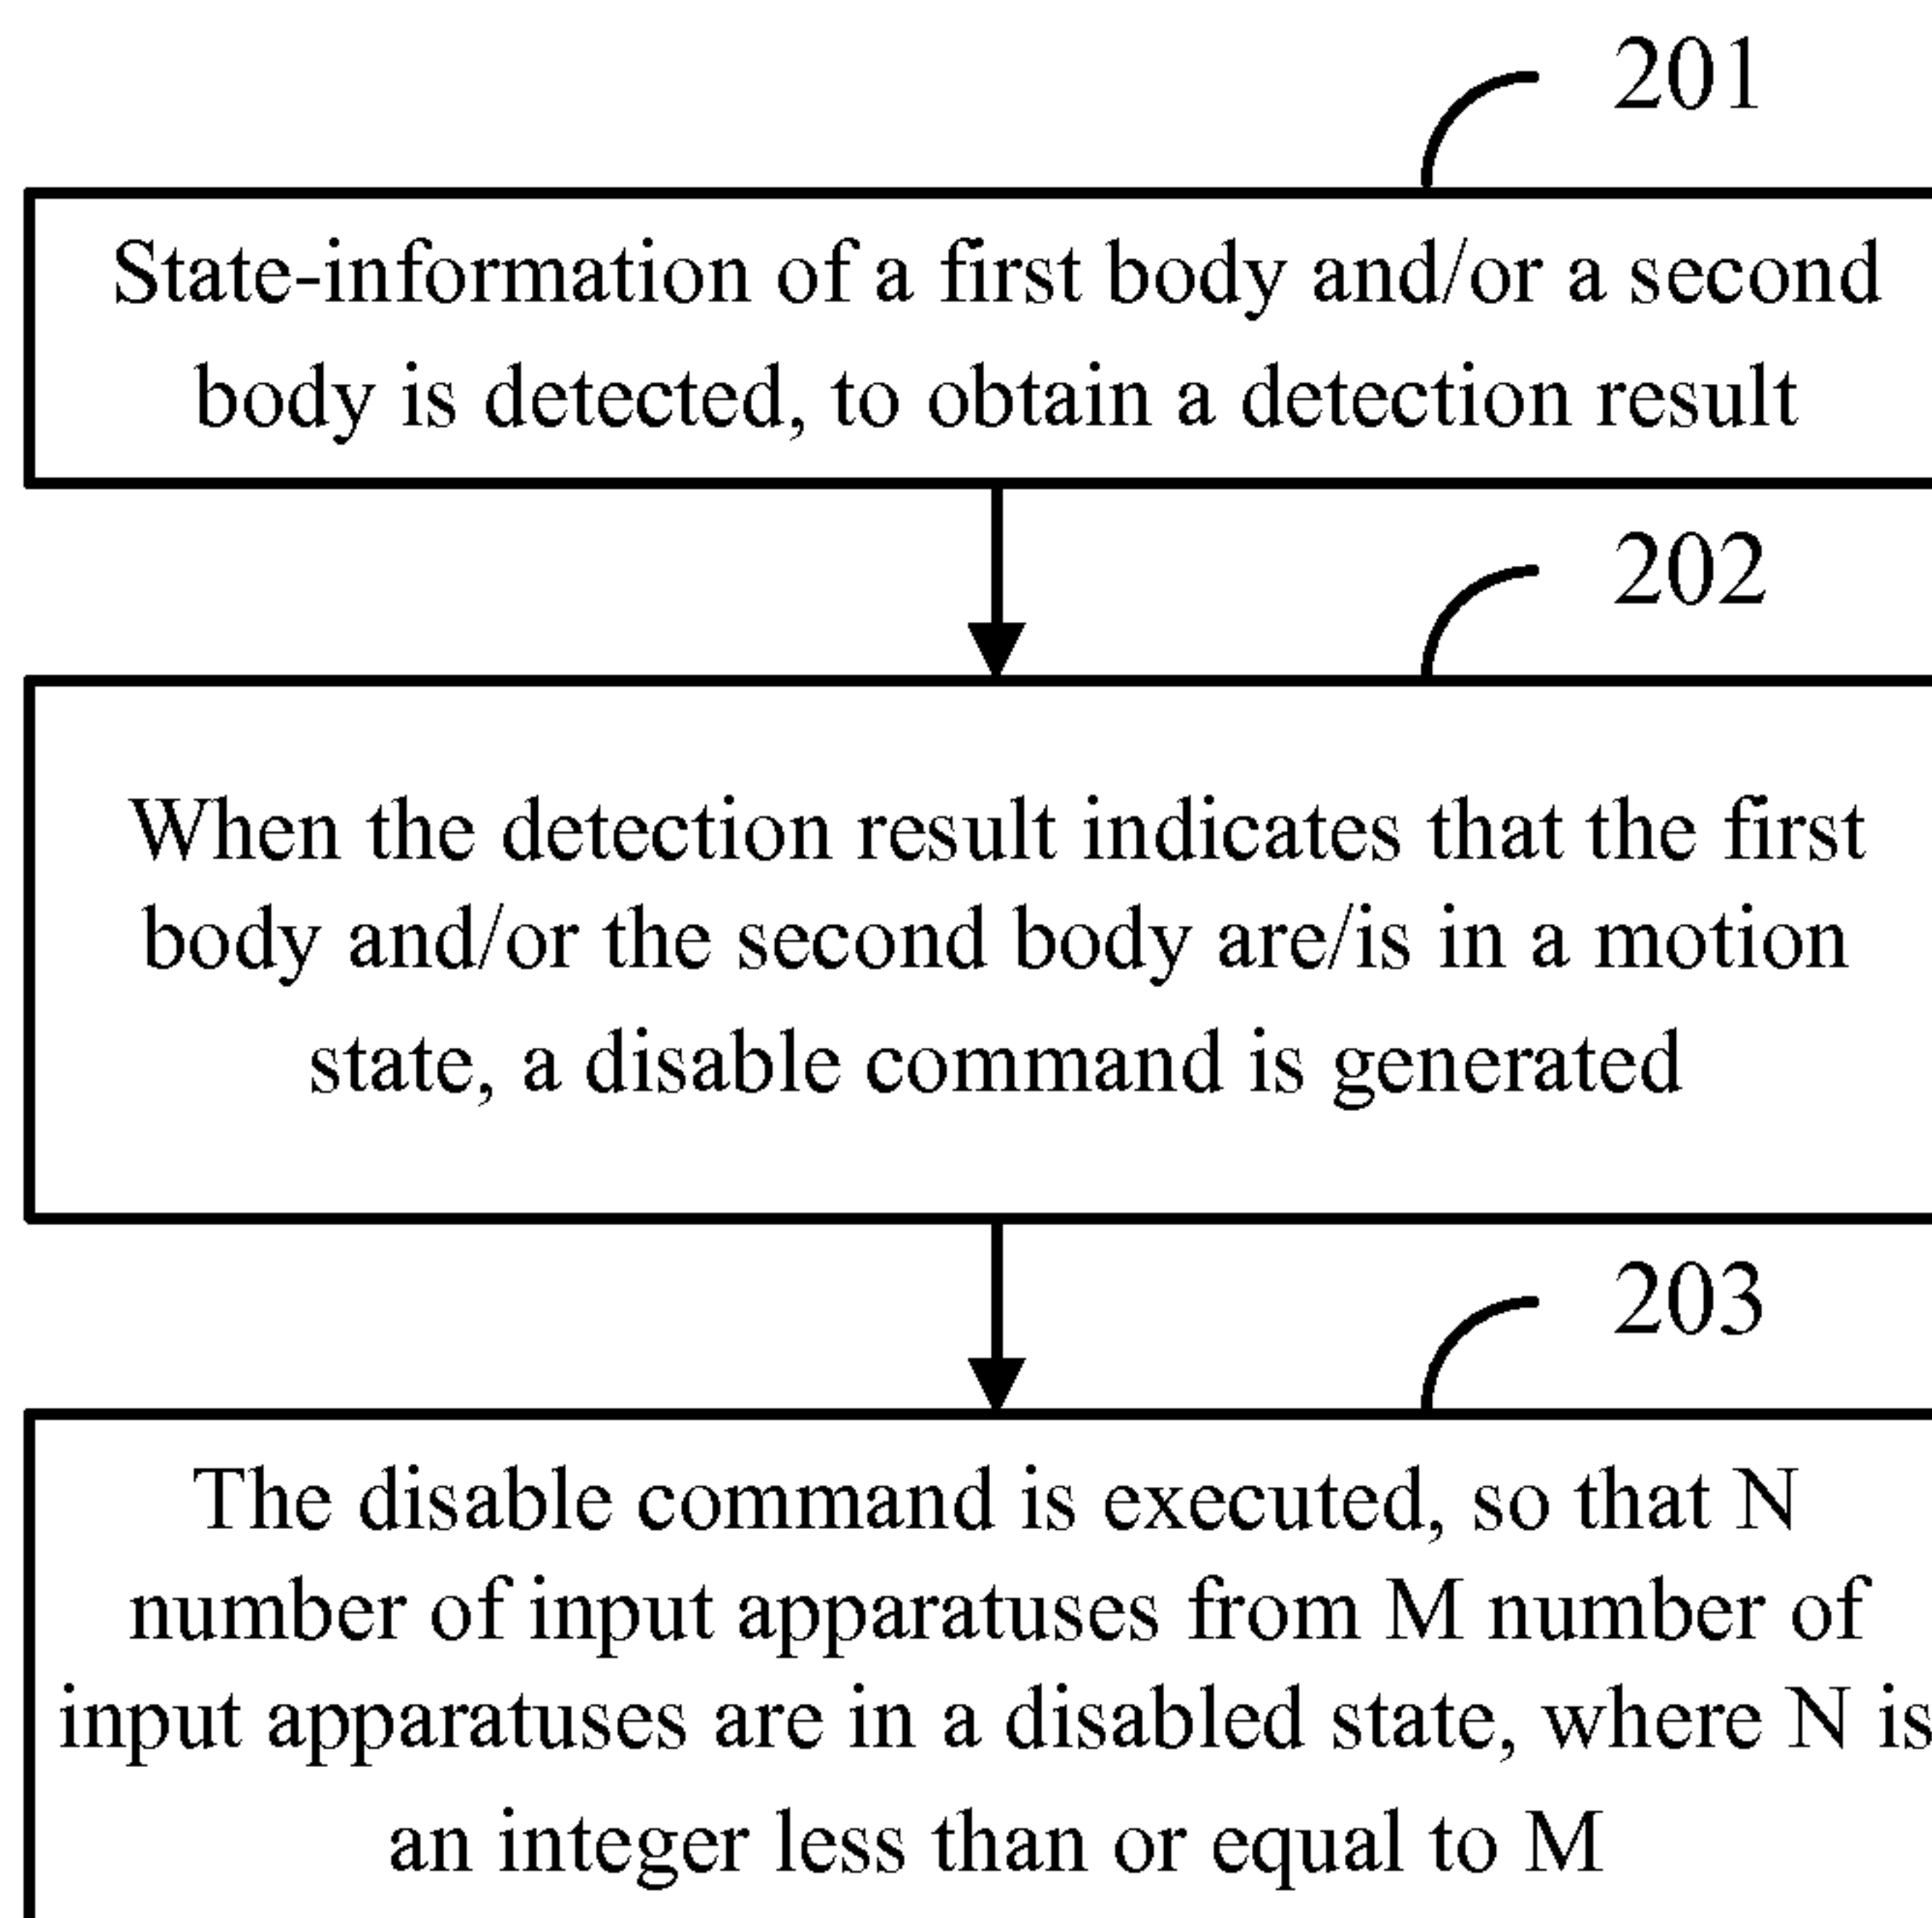 201
State-information of a first body and/or a second
body is detected, to obtain a detection result
202
When the detection result indicates that the first
body and/or the second body are/is in a motion
state, a disable command is generated
203
The disable command is executed, so that N
number of input apparatuses from M number of
input apparatuses are in a disabled state, where N is
an integer less than or equal to M